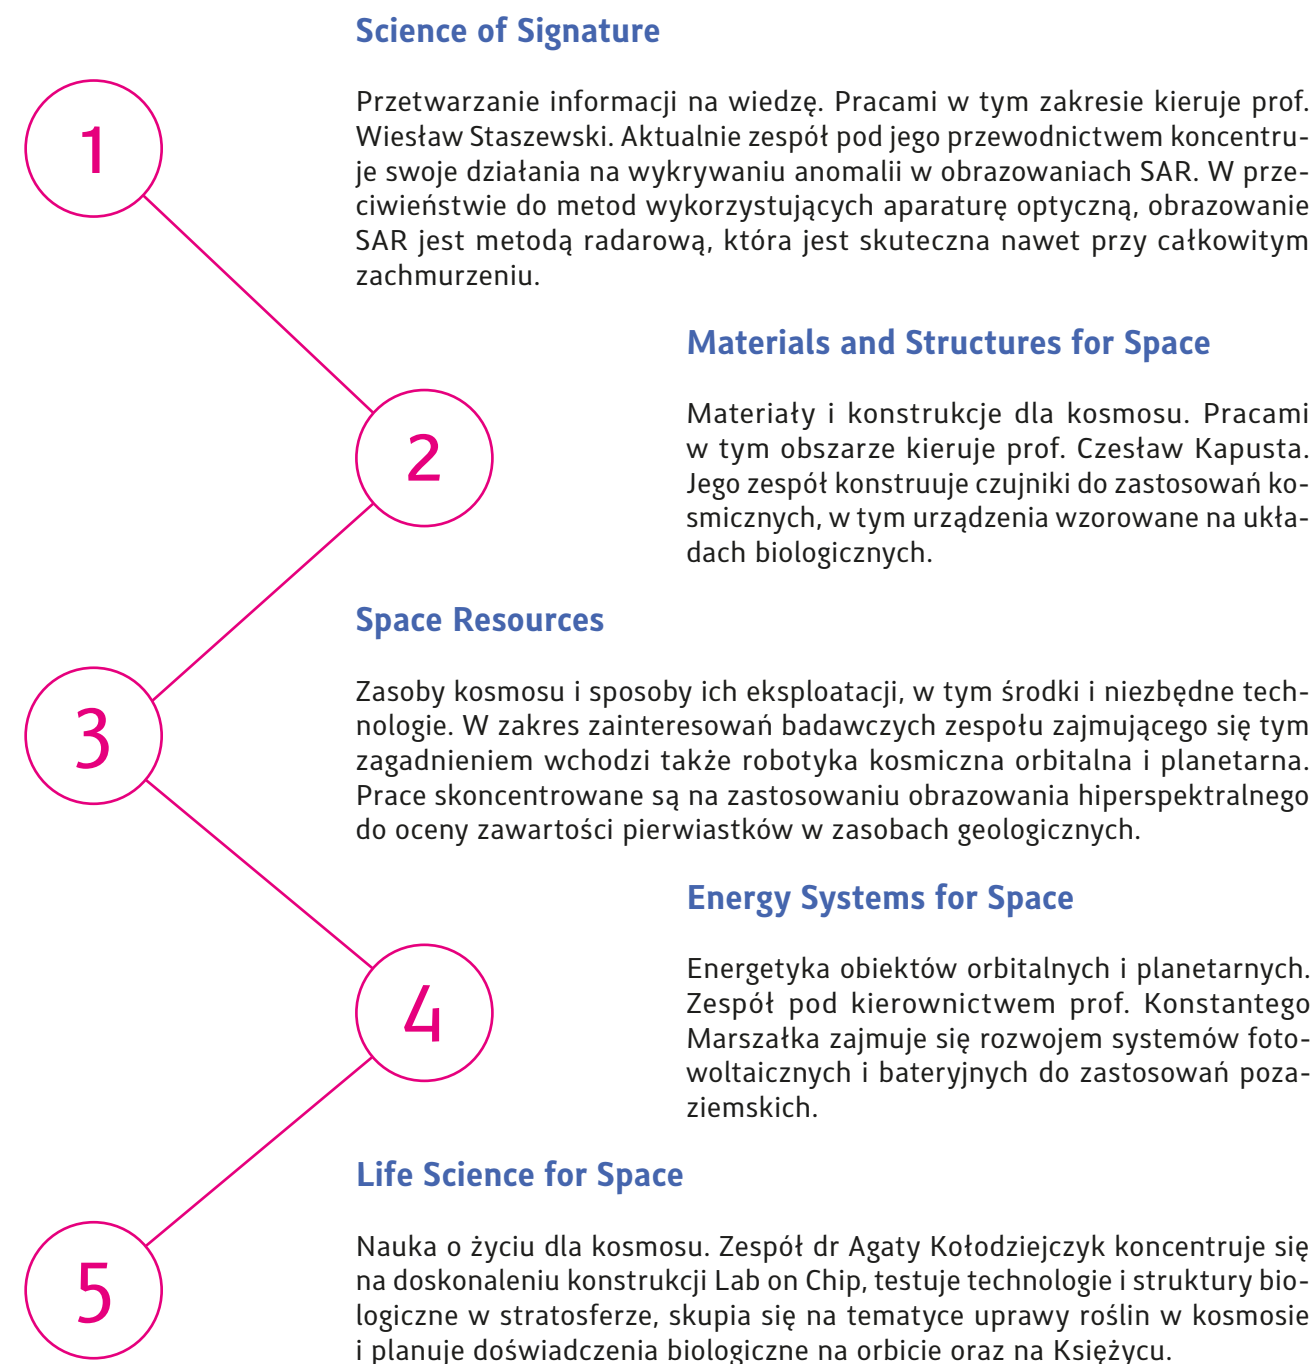 Science of Signature
1
Przetwarzanie informacji na wiedzę. Pracami w tym zakresie kieruje prof.
Wiesław Staszewski. Aktualnie zespół pod jego przewodnictwem koncentru-
je swoje działania na wykrywaniu anomalii w obrazowaniach SAR. W prze-
ciwieństwie do metod wykorzystujących aparaturę optyczną, obrazowanie
SAR jest metodą radarową, która jest skuteczna nawet przy całkowitym
zachmurzeniu.
Materials and Structures for Space
2
Materiały i konstrukcje dla kosmosu. Pracami
w tym obszarze kieruje prof. Czesław Kapusta.
Jego zespół konstruuje czujniki do zastosowań ko-
smicznych, w tym urządzenia wzorowane na ukła-
dach biologicznych.
Space Resources
3
Zasoby kosmosu i sposoby ich eksploatacji, w tym środki i niezbędne tech-
nologie. W zakres zainteresowań badawczych zespołu zajmującego się tym
zagadnieniem wchodzi także robotyka kosmiczna orbitalna i planetarna.
Prace skoncentrowane są na zastosowaniu obrazowania hiperspektralnego
do oceny zawartości pierwiastków w zasobach geologicznych.
Energy Systems for Space
4
Energetyka obiektów orbitalnych i planetarnych.
Zespół pod kierownictwem prof. Konstantego
Marszałka zajmuje się rozwojem systemów foto-
woltaicznych i bateryjnych do zastosowań poza-
ziemskich.
Life Science for Space
5
Nauka o życiu dla kosmosu. Zespół dr Agaty Kołodziejczyk koncentruje się
na doskonaleniu konstrukcji Lab on Chip, testuje technologie i struktury bio-
logiczne w stratosferze, skupia się na tematyce uprawy roślin w kosmosie
i planuje doświadczenia biologiczne na orbicie oraz na Księżycu.